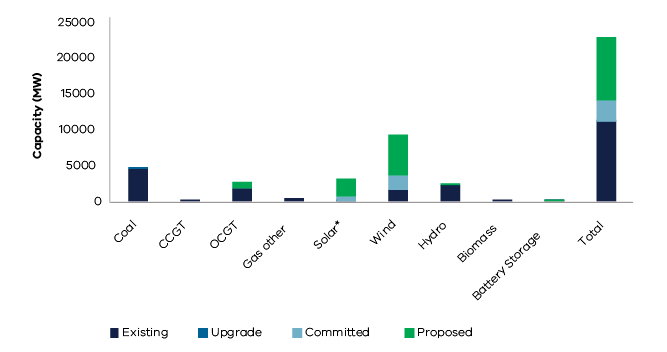 Capacity (MW)
25000
20000
15000
10000
5000
0
Coal
CCGT
OCGT
Gas other
Solar*
Wind
Hydro
Biomass
Battery Storage
Total
Existing
Upgrade
Committed
Proposed